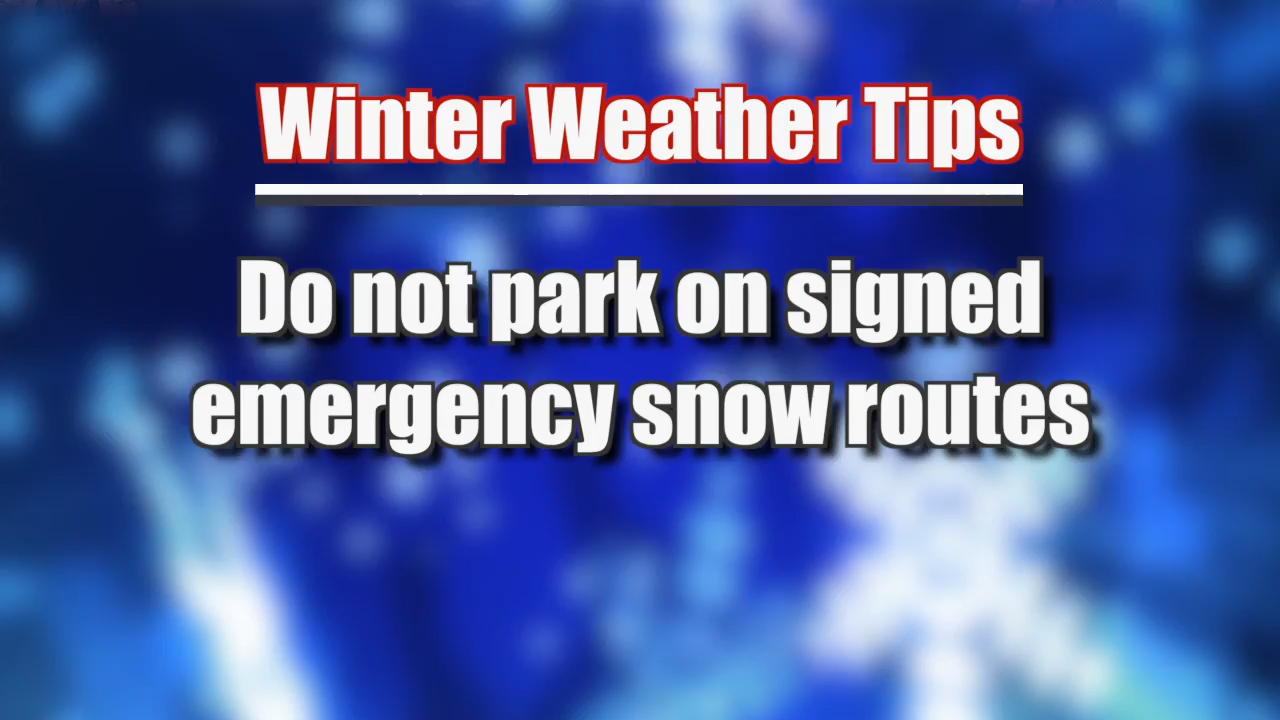 Winter Weather Tips
Do not park on signed
emergency snow routes